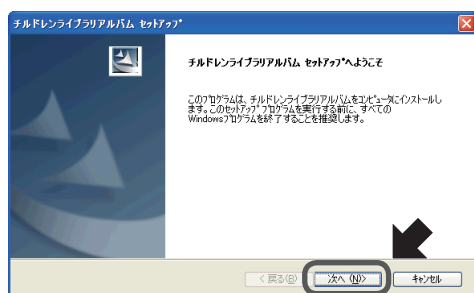 チルドレンライブラリアルバム セットアップ
チルドレンライブラリアルバム セットアップへようこそ
このプログラムは、チルドレンライブラリアルバムをコンピュータにインストールし
ます。このセットアップ プログラムを実行する前に、すべての
Windowsプログラムを終了することを推奨します。
< 戻る(B)
次へ (N)>
キャンセル